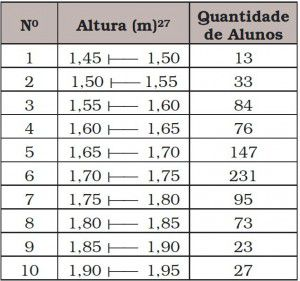 Nº Altura (m)²⁷ Quantidade de Alunos
1 1,45 ⊢— 1,50 13
2 1,50 ⊢— 1,55 33
3 1,55 ⊢— 1,60 84
4 1,60 ⊢— 1,65 76
5 1,65 ⊢— 1,70 147
6 1,70 ⊢— 1,75 231
7 1,75 ⊢— 1,80 95
8 1,80 ⊢— 1,85 73
9 1,85 ⊢— 1,90 23
10 1,90 ⊢— 1,95 27